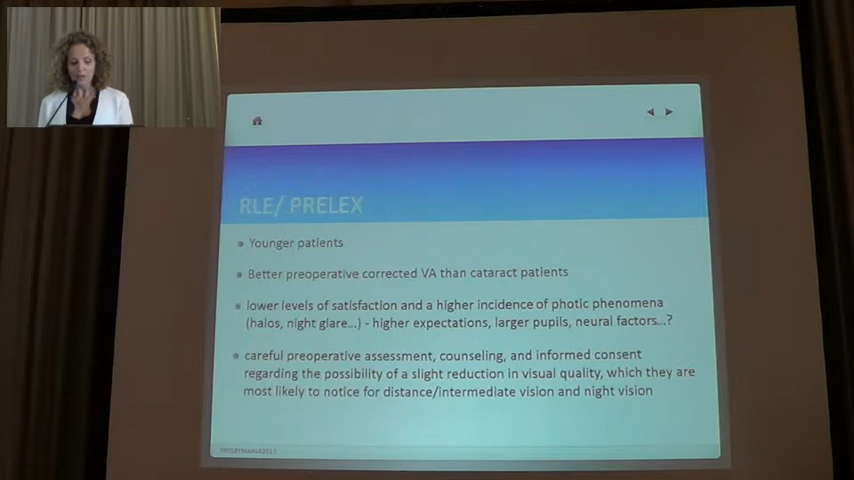 RLE/ PRELEX
Younger patients
Better preoperative corrected VA than cataract patients
lower levels of satisfaction and a higher incidence of photic phenomena
(halos, night glare...) - higher expectations, larger pupils, neural factors...?
careful preoperative assessment, counseling, and informed consent
regarding the possibility of a slight reduction in visual quality, which they are
most likely to notice for distance/intermediate vision and night vision